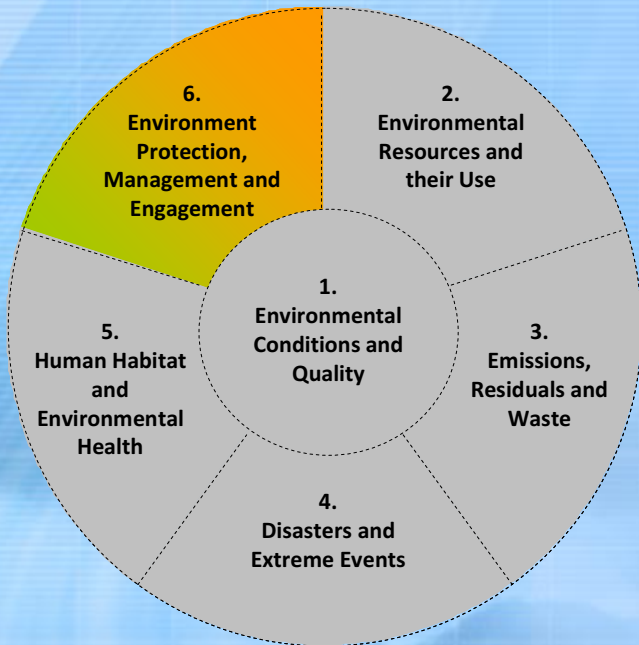 1.
Environmental
Conditions and
Quality
2.
Environmental
Resources and
their Use
3.
Emissions,
Residuals and
Waste
4.
Disasters and
Extreme Events
5.
Human Habitat
and
Environmental
Health
6.
Environment
Protection,
Management and
Engagement